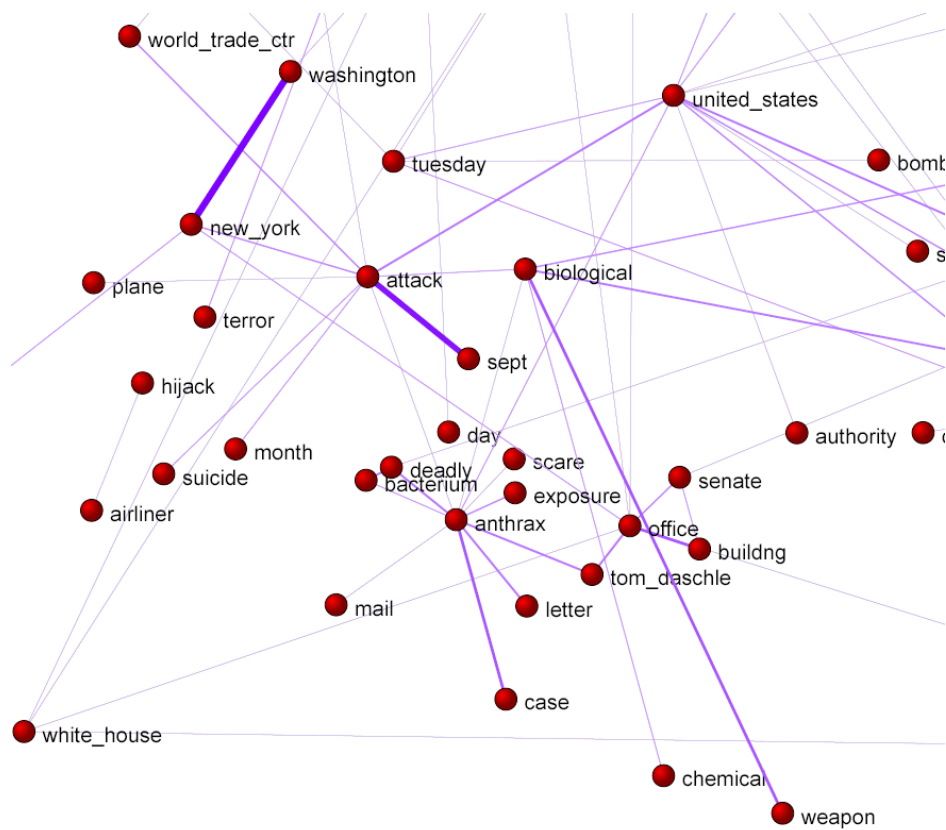 world_trade_ctr
washington
united_states
tuesday
bomb
new_york
s
biological
attack
plane
terror
sept
hijack
day
authority
month
scare
deadly
suicide
senate
bacterium
exposure
airliner
anthrax
office
buildng
tom_daschle
mail
letter
case
white_house
chemical
weapon